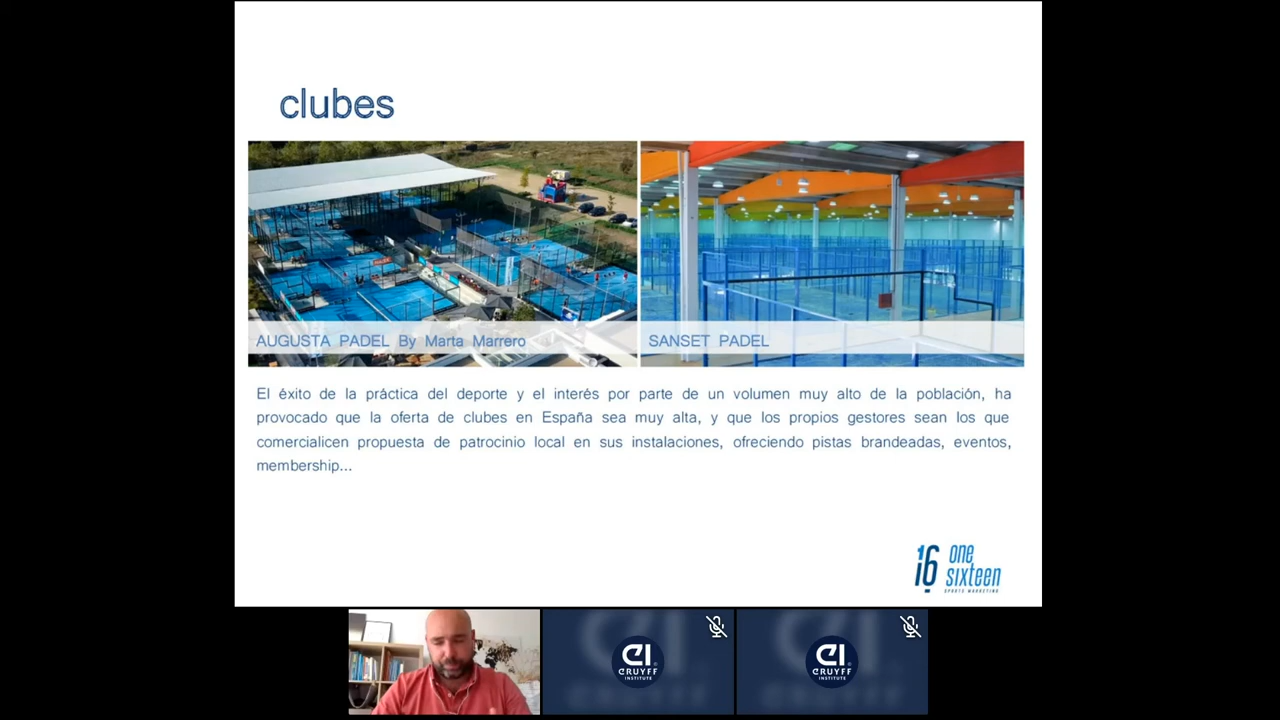 clubes
AUGUSTA PADEL By Marta Marrero
SANSET PADEL
El éxito de la práctica del deporte y el interés por parte de un volumen muy alto de la población, ha
provocado que la oferta de clubes en España sea muy alta, y que los propios gestores sean los que
comercialicen propuesta de patrocinio local en sus instalaciones, ofreciendo pistas brandeadas, eventos,
membership...
16 one
sixteen
SPORTS MARKETING
CRUYFF
INSTITUTE
CRUYFF
INSTITUTE